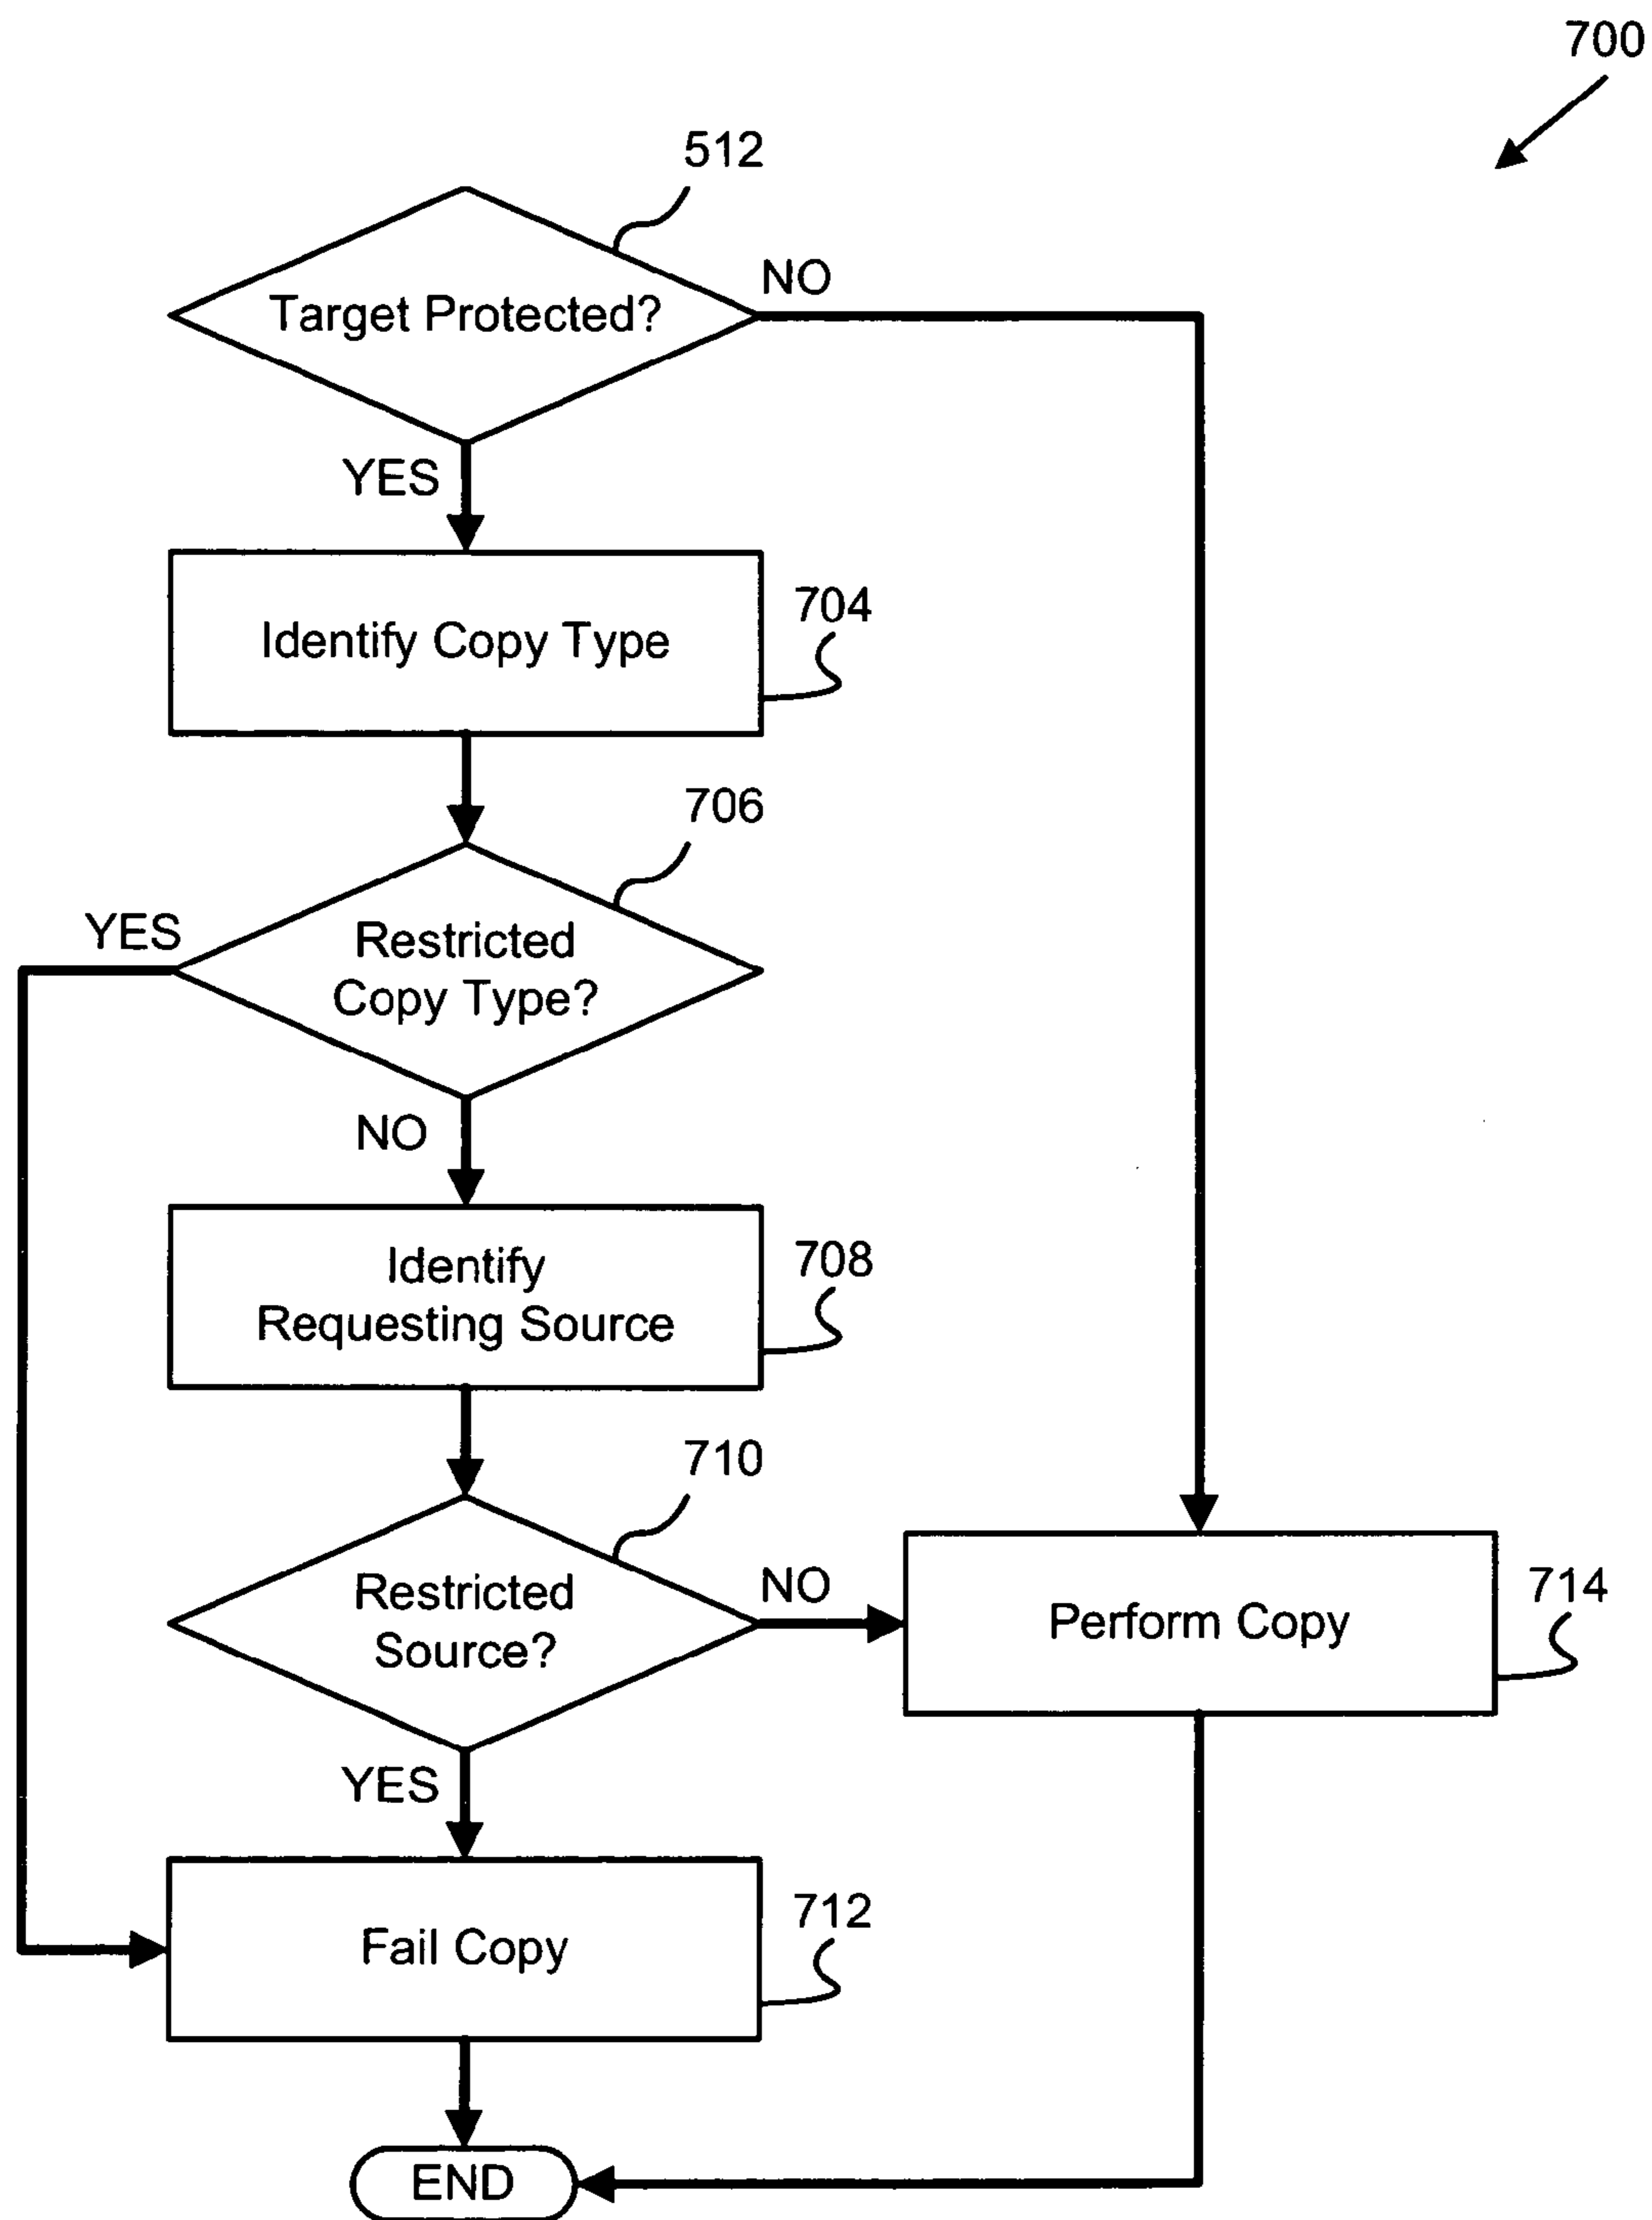 700
512
Target Protected?
NO
YES
Identify Copy Type
704
706
YES
Restricted
Copy Type?
NO
Identify
Requesting Source
708
710
Restricted
Source?
NO
Perform Copy
714
YES
Fail Copy
712
END